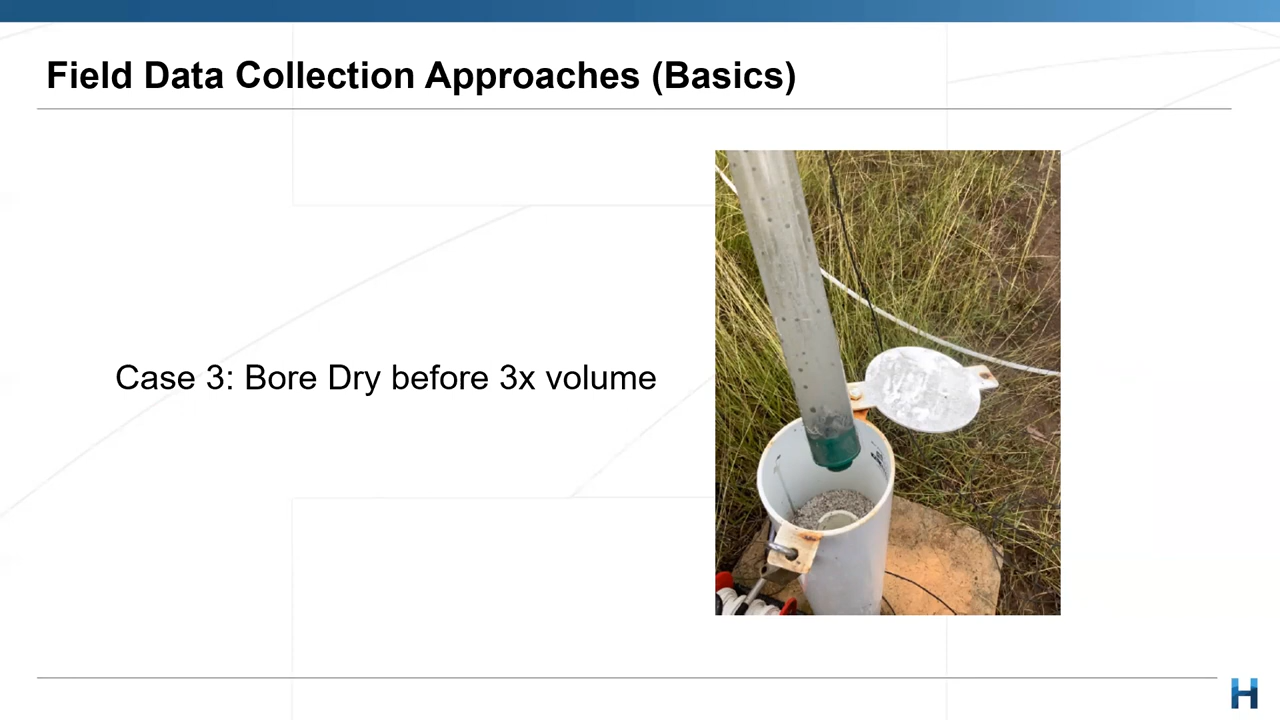 Field Data Collection Approaches (Basics)
Case 3: Bore Dry before 3x volume
H